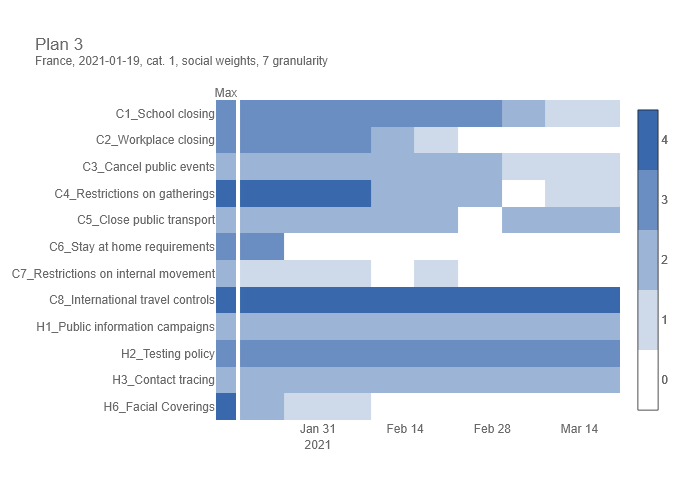 Plan 3
France, 2021-01-19, cat. 1, social weights, 7 granularity
Max
C1_School closing
C2_Workplace closing
C3_Cancel public events
C4_Restrictions on gatherings
C5_Close public transport
C6_Stay at home requirements
C7_Restrictions on internal movement
C8_International travel controls
H1_Public information campaigns
H2_Testing policy
H3_Contact tracing
H6_Facial Coverings
Jan 31 Feb 14 Feb 28 Mar 14
2021
4
3
2
1
0